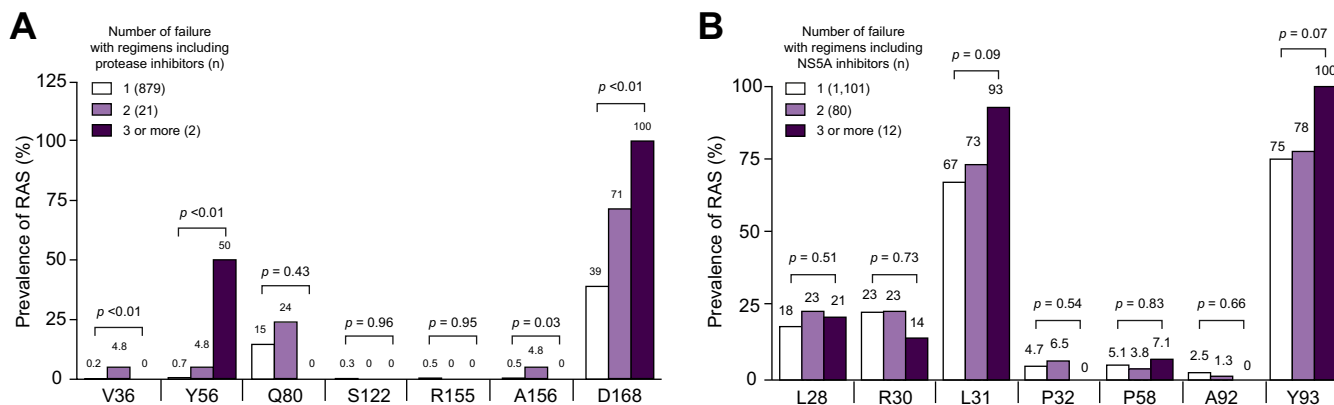 A
Number of failure
with regimens including
protease inhibitors (n)
1 (879)
2 (21)
3 or more (2)
Prevalence of RAS (%)
125
100
75
50
25
0
p <0.01
0.2
4.8
0
p <0.01
0.7
4.8
50
p = 0.43
15
24
0
p = 0.96
0.3
0
0
p = 0.95
0.5
0
0
p = 0.03
0.5
4.8
0
p <0.01
39
71
100
V36 Y56 Q80 S122 R155 A156 D168
B
Number of failure
with regimens including
NS5A inhibitors (n)
1 (1,101)
2 (80)
3 or more (12)
Prevalence of RAS (%)
100
75
50
25
0
p = 0.51
18
23
21
p = 0.73
23
23
14
p = 0.09
67
73
93
p = 0.54
4.7
6.5
0
p = 0.83
5.1
3.8
7.1
p = 0.66
2.5
1.3
0
p = 0.07
75
78
100
L28 R30 L31 P32 P58 A92 Y93